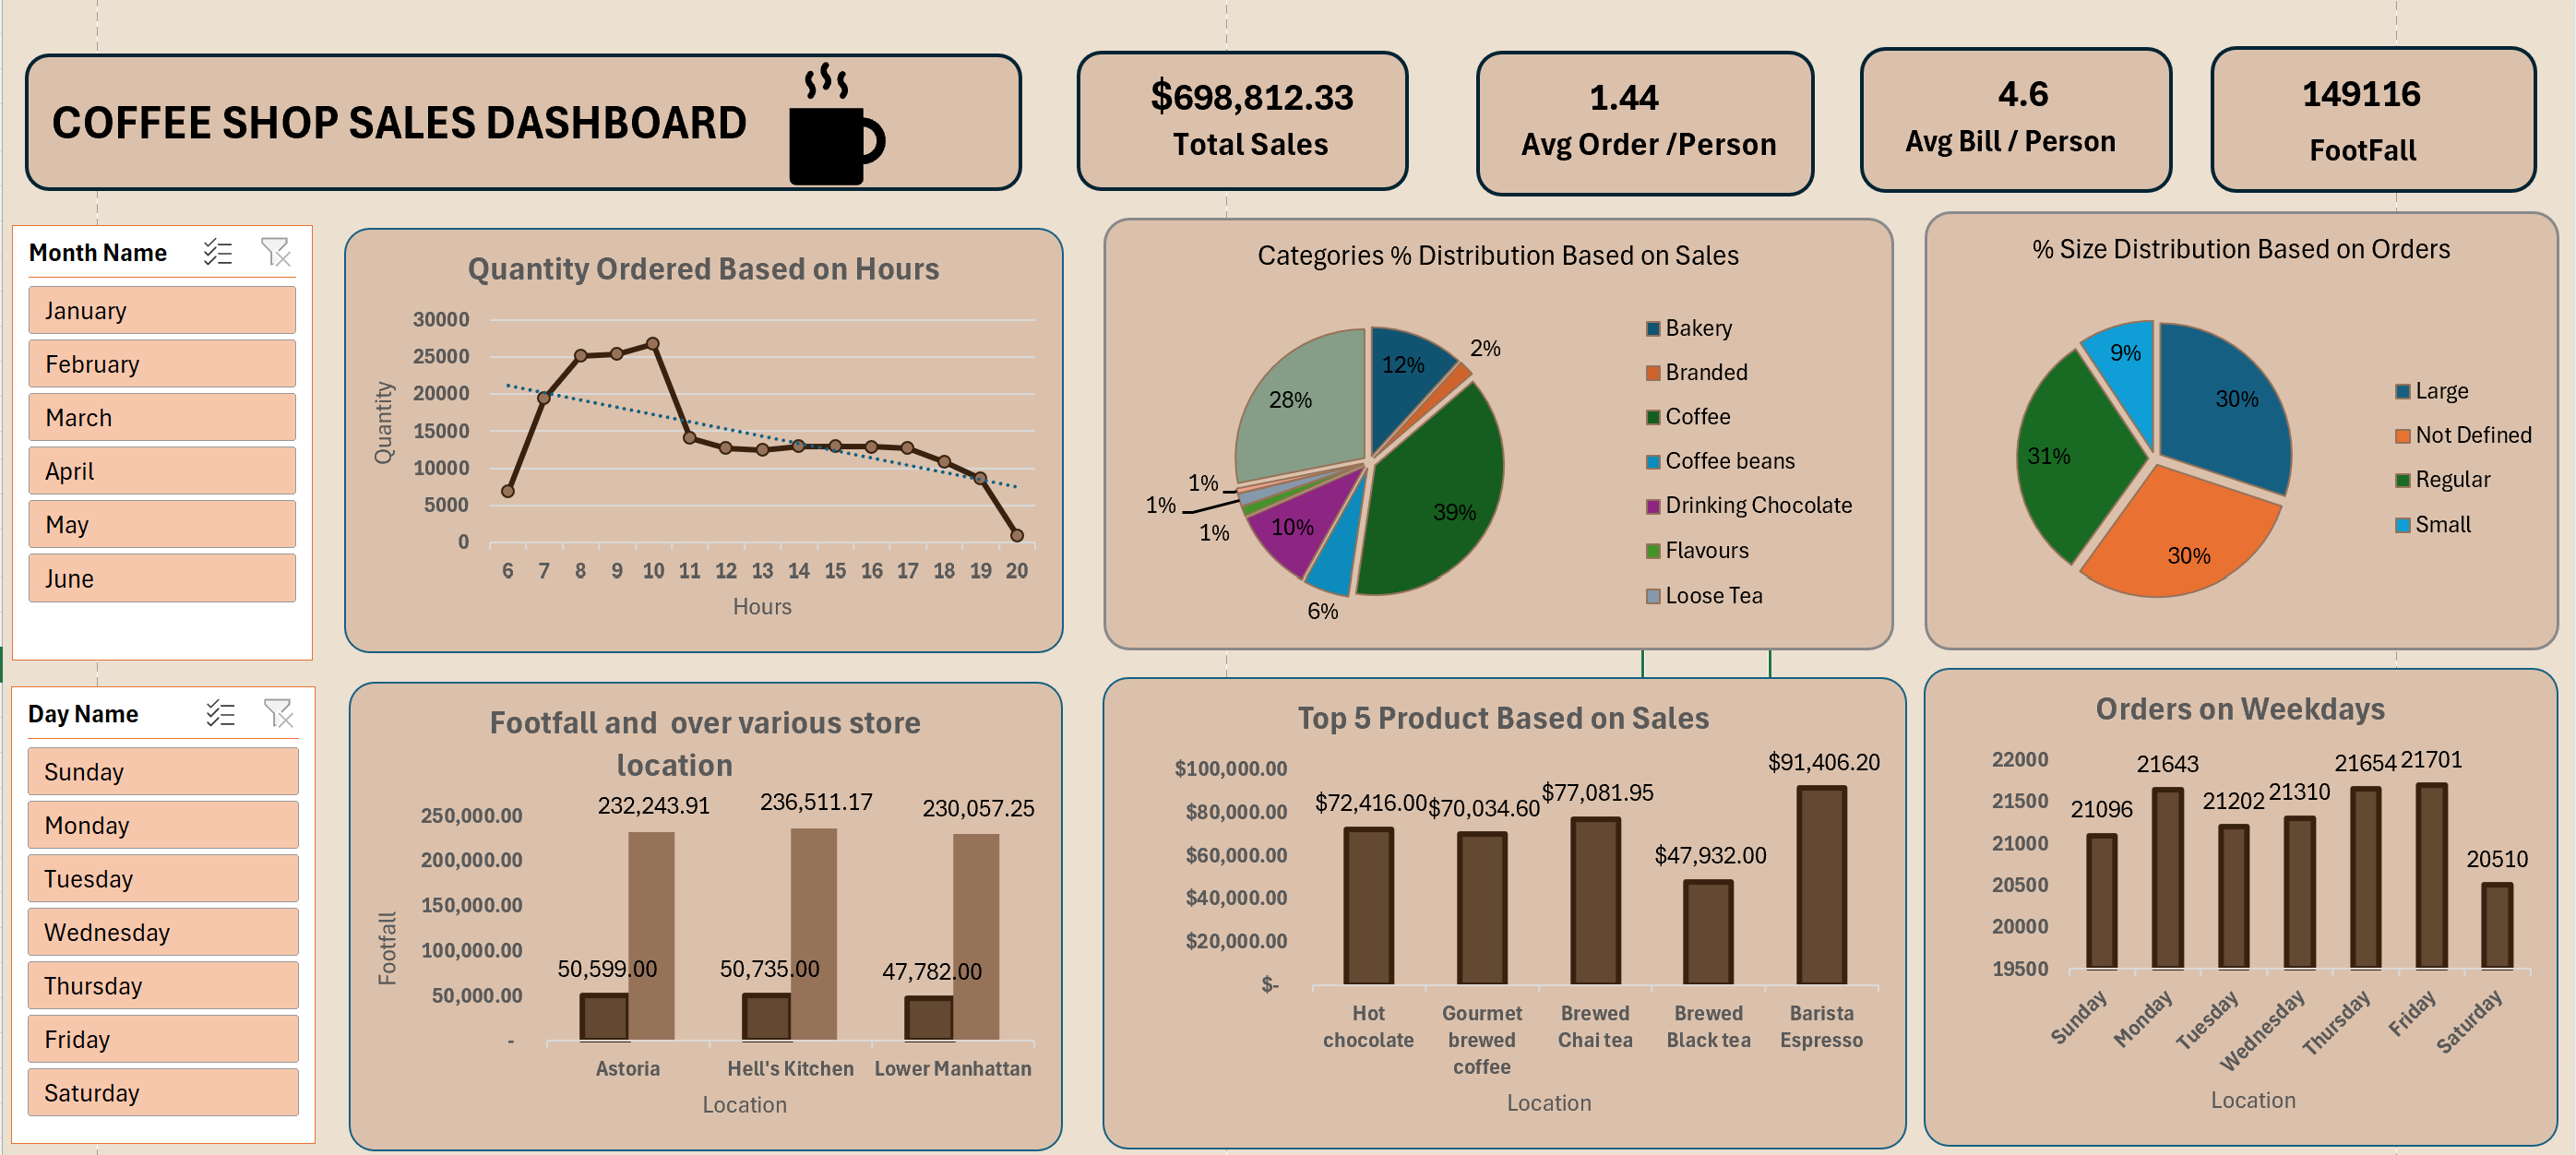 COFFEE SHOP SALES DASHBOARD
$698,812.33
Total Sales
1.44
Avg Order /Person
4.6
Avg Bill / Person
149116
FootFall
Month Name
January
February
March
April
May
June
Quantity Ordered Based on Hours
30000
25000
20000
15000
10000
5000
0
Quantity
6 7 8 9 10 11 12 13 14 15 16 17 18 19 20
Hours
Categories % Distribution Based on Sales
12%
2%
39%
6%
10%
1%
1%
1%
28%
Bakery
Branded
Coffee
Coffee beans
Drinking Chocolate
Flavours
Loose Tea
% Size Distribution Based on Orders
30%
30%
31%
9%
Large
Not Defined
Regular
Small
Day Name
Sunday
Monday
Tuesday
Wednesday
Thursday
Friday
Saturday
Footfall and  over various store
location
250,000.00
200,000.00
150,000.00
100,000.00
50,000.00
-
Footfall
232,243.91
236,511.17
230,057.25
50,599.00
50,735.00
47,782.00
Astoria
Hell's Kitchen
Lower Manhattan
Location
Top 5 Product Based on Sales
$100,000.00
$80,000.00
$60,000.00
$40,000.00
$20,000.00
$-
$72,416.00
$70,034.60
$77,081.95
$47,932.00
$91,406.20
Hot
chocolate
Gourmet
brewed
coffee
Brewed
Chai tea
Brewed
Black tea
Barista
Espresso
Location
Orders on Weekdays
22000
21500
21000
20500
20000
19500
21096
21643
21202
21310
21654
21701
20510
Sunday
Monday
Tuesday
Wednesday
Thursday
Friday
Saturday
Location